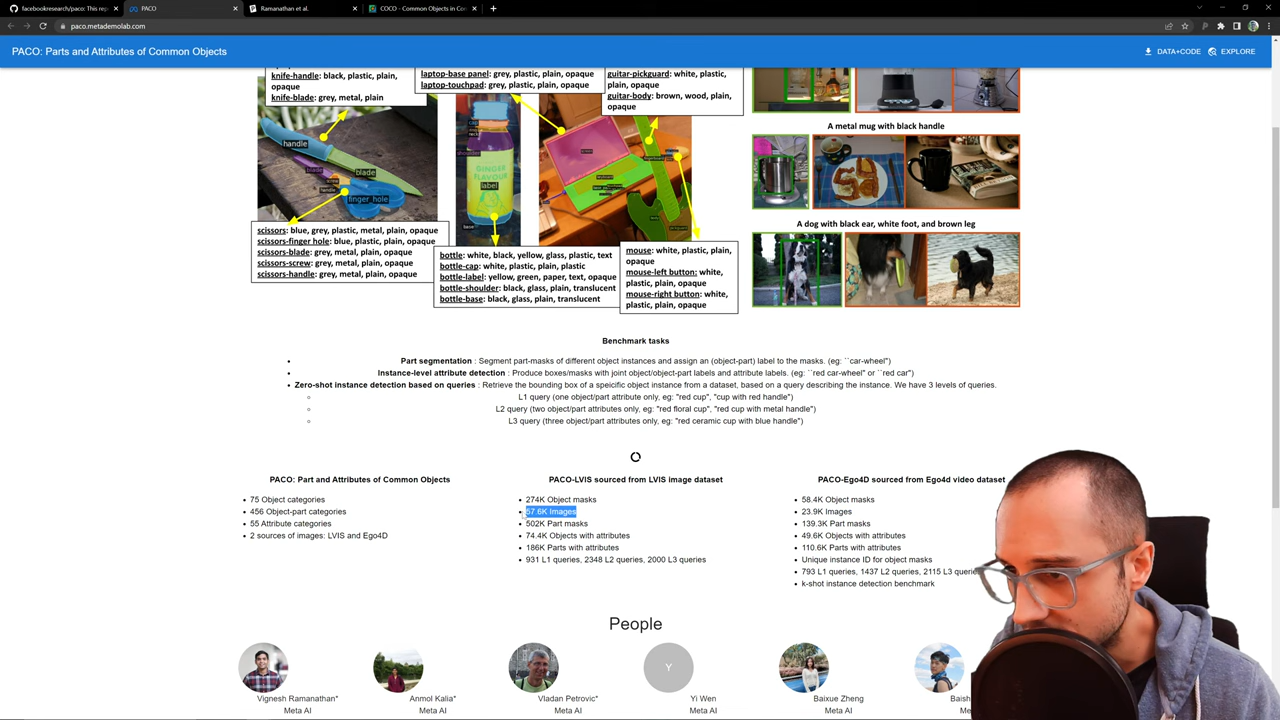 facebookresearch/paco: This rep
PACO
Ramanathan et al.
COCO - Common Objects in Con
paco.metademolab.com
PACO: Parts and Attributes of Common Objects
DATA+CODE
EXPLORE
knife-handle: black, plastic, plain,
opaque
knife-blade: grey, metal, plain
laptop-base panel: grey, plastic, plain, opaque
laptop-touchpad: grey, plastic, plain, opaque
guitar-pickguard: white, plastic,
plain, opaque
guitar-body: brown, wood, plain,
opaque
handle
blade
blade
screw
handle
finger_hole
cap
shoulder
label
GINGER
FLAVOUR
base
scissors: blue, grey, plastic, metal, plain, opaque
scissors-finger hole: blue, plastic, plain, opaque
scissors-blade: grey, metal, plain, opaque
scissors-screw: grey, metal, plain, opaque
scissors-handle: grey, metal, plain, opaque
bottle: white, black, yellow, glass, plastic, text
bottle-cap: white, plastic, plain, plastic
bottle-label: yellow, green, paper, text, opaque
bottle-shoulder: black, glass, plain, translucent
bottle-base: black, glass, plain, translucent
mouse: white, plastic, plain,
opaque
mouse-left button: white,
plastic, plain, opaque
mouse-right button: white,
plastic, plain, opaque
A metal mug with black handle
A dog with black ear, white foot, and brown leg
Benchmark tasks
Part segmentation : Segment part-masks of different object instances and assign an (object-part) label to the masks. (eg: ``car-wheel")
Instance-level attribute detection : Produce boxes/masks with joint object/object-part labels and attribute labels. (eg: ``red car-wheel" or ``red car")
Zero-shot instance detection based on queries : Retrieve the bounding box of a speicific object instance from a dataset, based on a query describing the instance. We have 3 levels of queries.
L1 query (one object/part attribute only, eg: "red cup", "cup with red handle")
L2 query (two object/part attributes only, eg: "red floral cup", "red cup with metal handle")
L3 query (three object/part attributes only, eg: "red ceramic cup with blue handle")
PACO: Part and Attributes of Common Objects
75 Object categories
456 Object-part categories
55 Attribute categories
2 sources of images: LVIS and Ego4D
PACO-LVIS sourced from LVIS image dataset
274K Object masks
57.6K Images
502K Part masks
74.4K Objects with attributes
186K Parts with attributes
931 L1 queries, 2348 L2 queries, 2000 L3 queries
PACO-Ego4D sourced from Ego4d video dataset
58.4K Object masks
23.9K Images
139.3K Part masks
49.6K Objects with attributes
110.6K Parts with attributes
Unique instance ID for object masks
793 L1 queries, 1437 L2 queries, 2115 L3
k-shot instance detection benchmark
People
Y
Vignesh Ramanathan*
Meta AI
Anmol Kalia*
Meta AI
Vladan Petrovic*
Meta AI
Yi Wen
Meta AI
Baixue Zheng
Meta AI